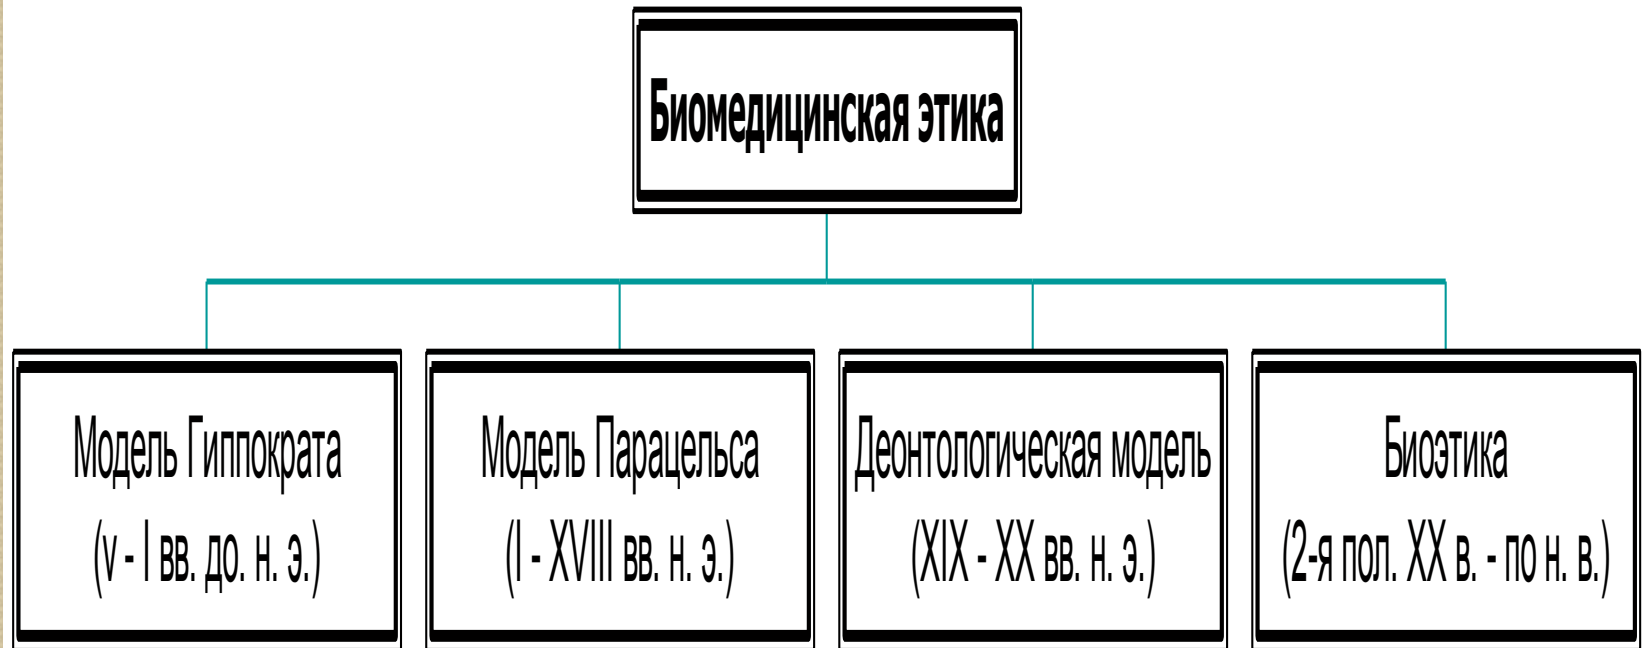 Биомедицинская этика
Модель Гиппократа
(v - I вв. до. н. э.)
Модель Парацельса
(I - XVIII вв. н. э.)
Деонтологическая модель
(XIX - XX вв. н. э.)
Биоэтика
(2-я пол. XX в. - по н. в.)